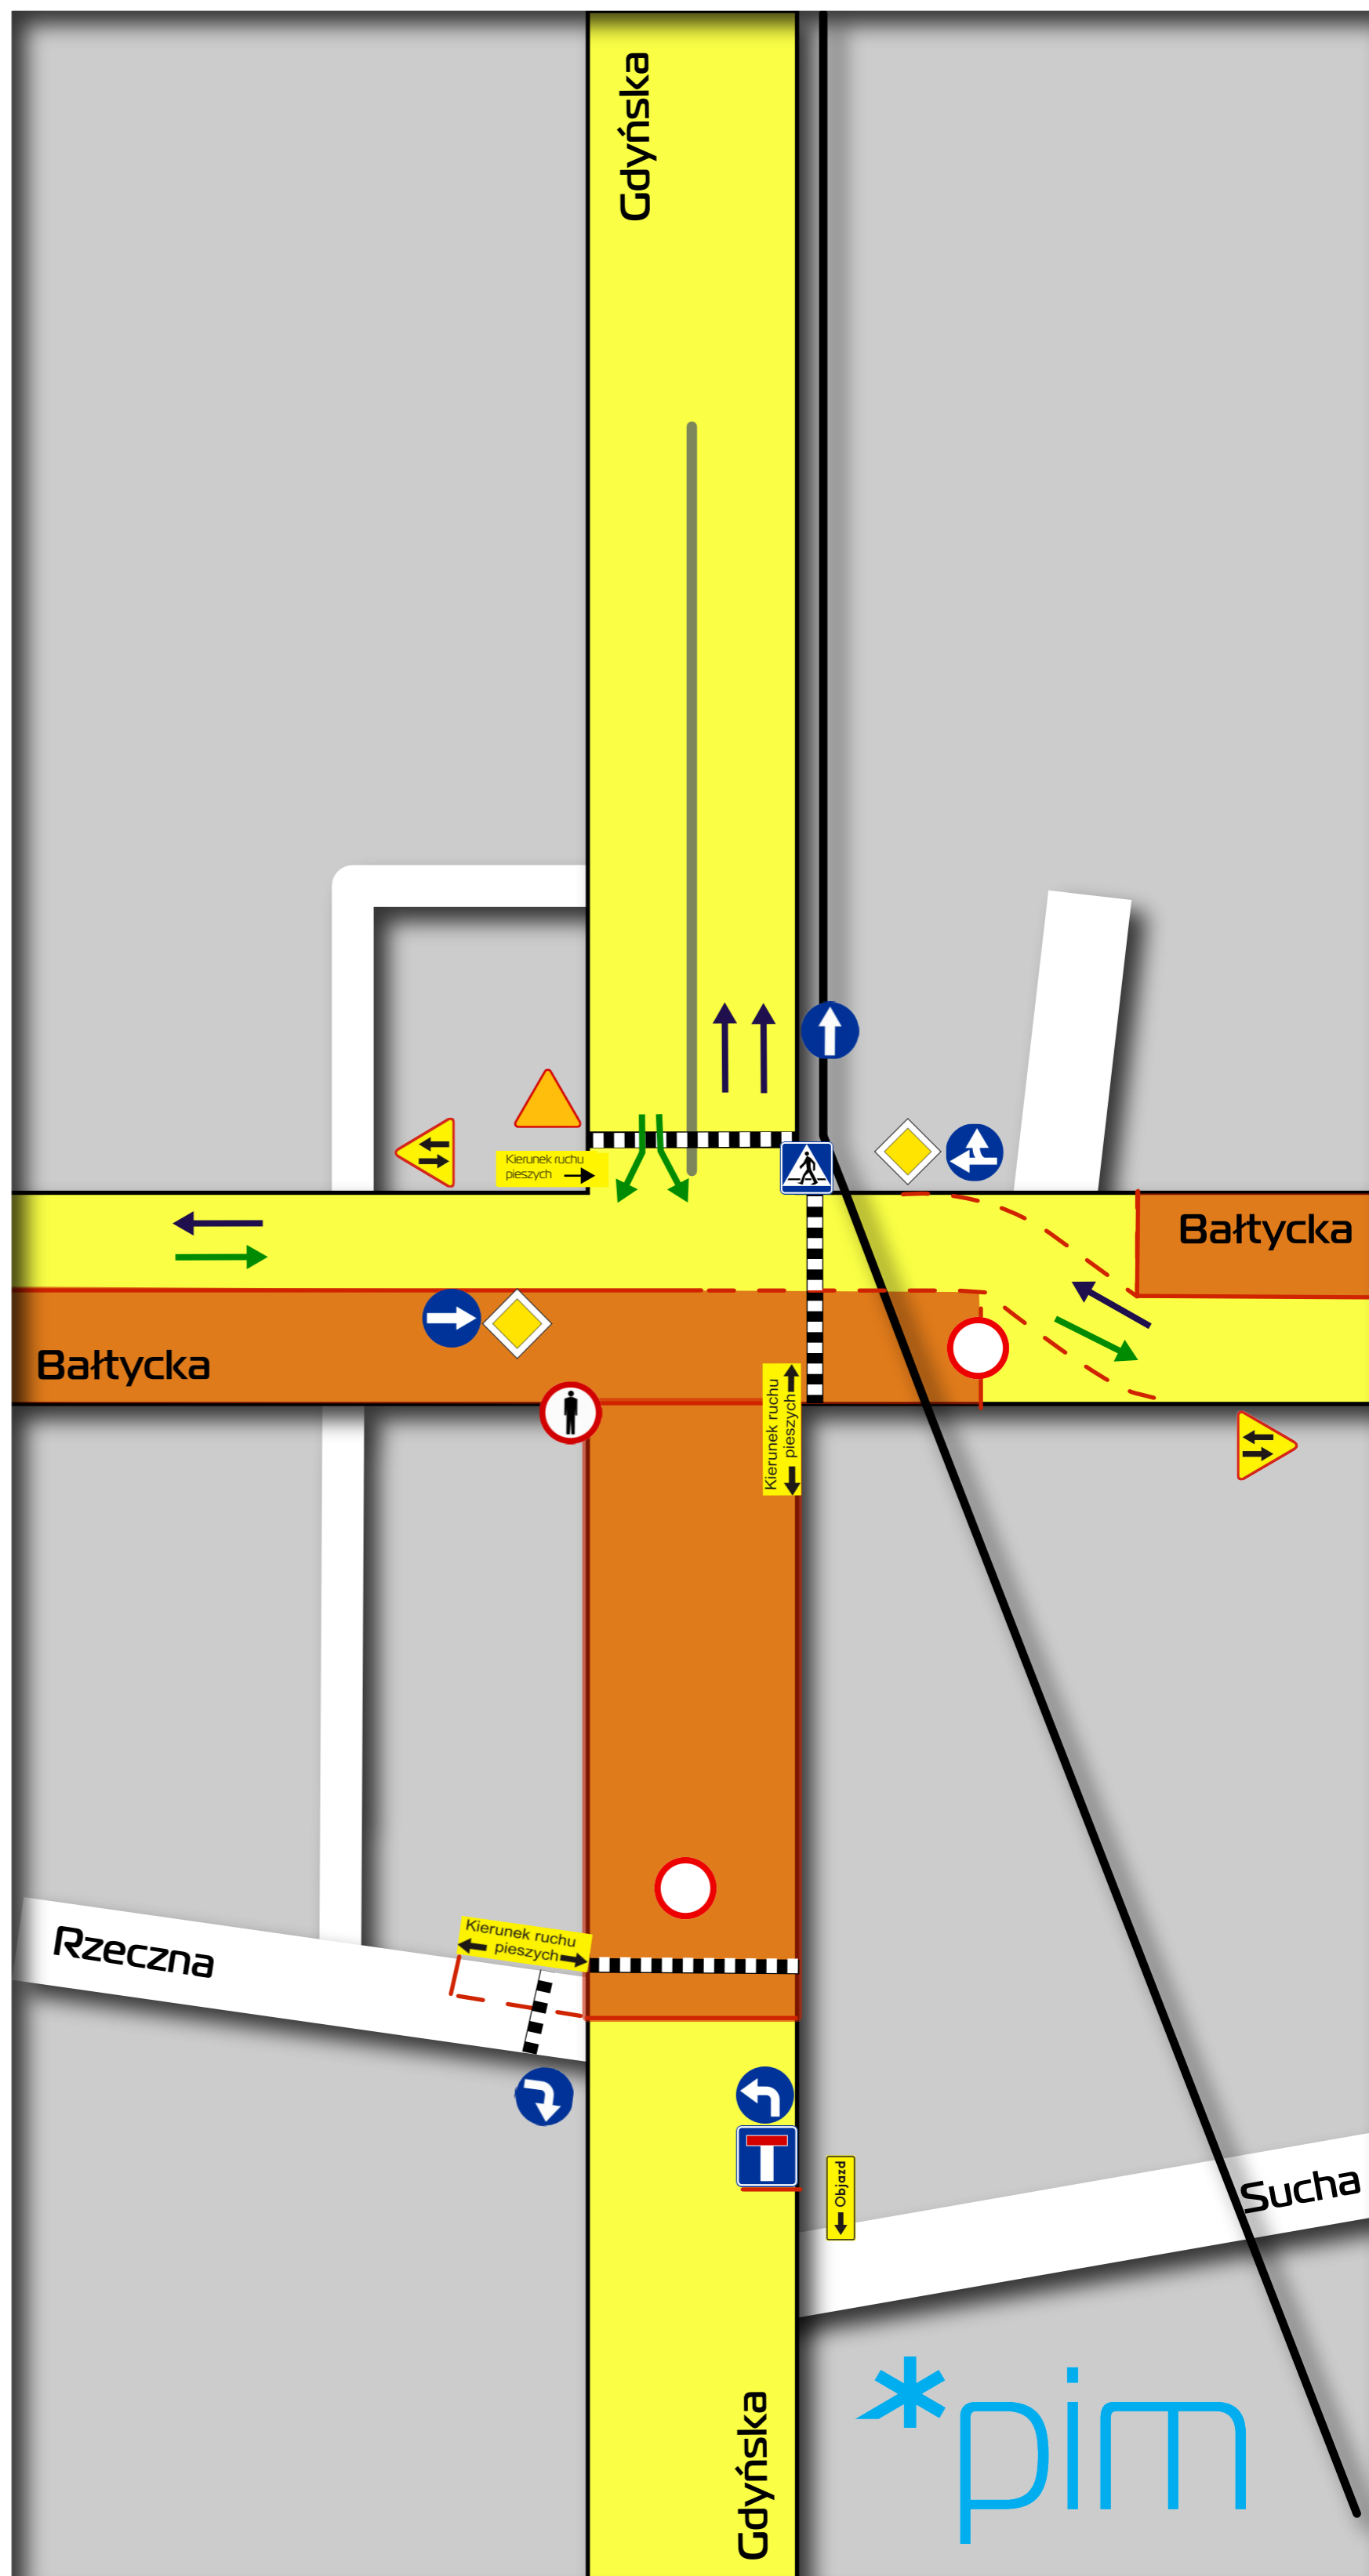 Gdyńska
Kierunek ruchu
pieszych
Bałtycka
Bałtycka
Kierunek ruchu
pieszych
Rzeczna
Kierunek ruchu
pieszych
Objazd
Sucha
Gdyńska
*pim